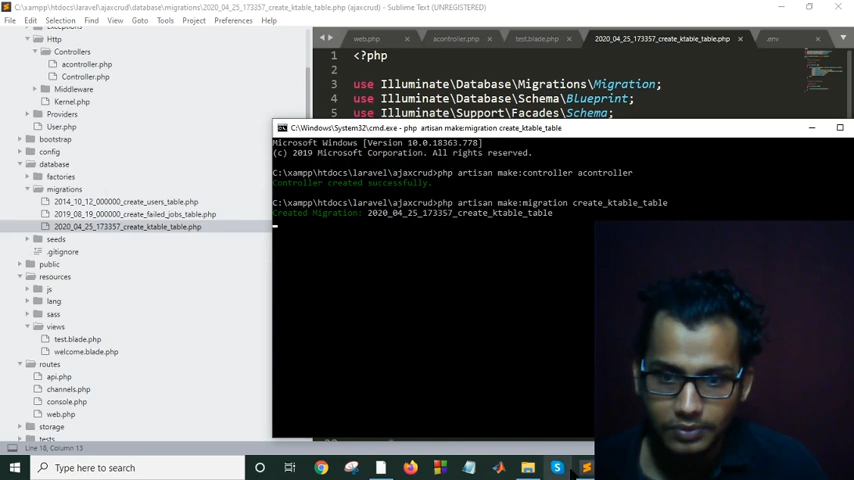 C:\xampp\htdocs\laravel\ajaxcrud\database\migrations\2020_04_25_173357_create_ktable_table.php (ajaxcrud) - Sublime Text (UNREGISTERED)
File Edit Selection Find View Goto Tools Project Preferences Help
Exceptions
Http
Controllers
acontroller.php
Controller.php
Middleware
Kernel.php
Providers
User.php
bootstrap
config
database
factories
migrations
2014_10_12_000000_create_users_table.php
2019_08_19_000000_create_failed_jobs_table.php
2020_04_25_173357_create_ktable_table.php
seeds
.gitignore
public
resources
js
lang
sass
views
test.blade.php
welcome.blade.php
routes
api.php
channels.php
console.php
web.php
storage
tests
Line 18, Column 13
web.php acontroller.php test.blade.php 2020_04_25_173357_create_ktable_table.php .env
1 <?php
2
3 use Illuminate\Database\Migrations\Migration;
4 use Illuminate\Database\Schema\Blueprint;
5 use Illuminate\Support\Facades\Schema;
C:\Windows\System32\cmd.exe - php artisan make:migration create_ktable_table
Microsoft Windows [Version 10.0.18363.778]
(c) 2019 Microsoft Corporation. All rights reserved.
C:\xampp\htdocs\laravel\ajaxcrud>php artisan make:controller acontroller
Controller created successfully.
C:\xampp\htdocs\laravel\ajaxcrud>php artisan make:migration create_ktable_table
Created Migration: 2020_04_25_173357_create_ktable_table
Type here to search